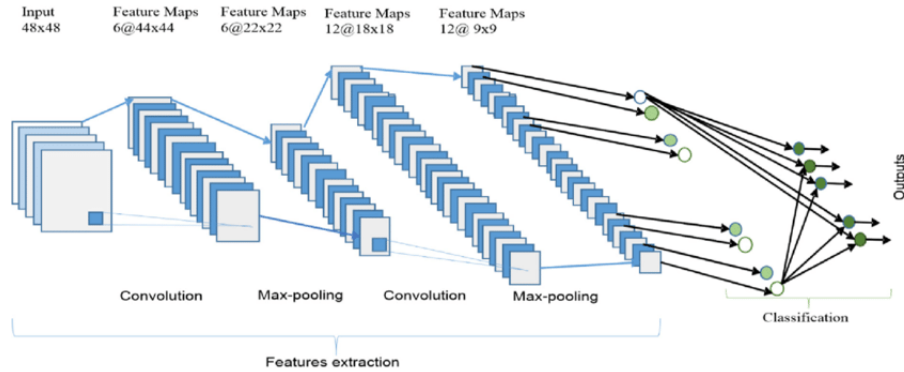 Input
48x48
Feature Maps
6@44x44
Feature Maps
6@22x22
Feature Maps
12@18x18
Feature Maps
12@ 9x9
Outputs
Convolution
Max-pooling
Convolution
Max-pooling
Classification
Features extraction